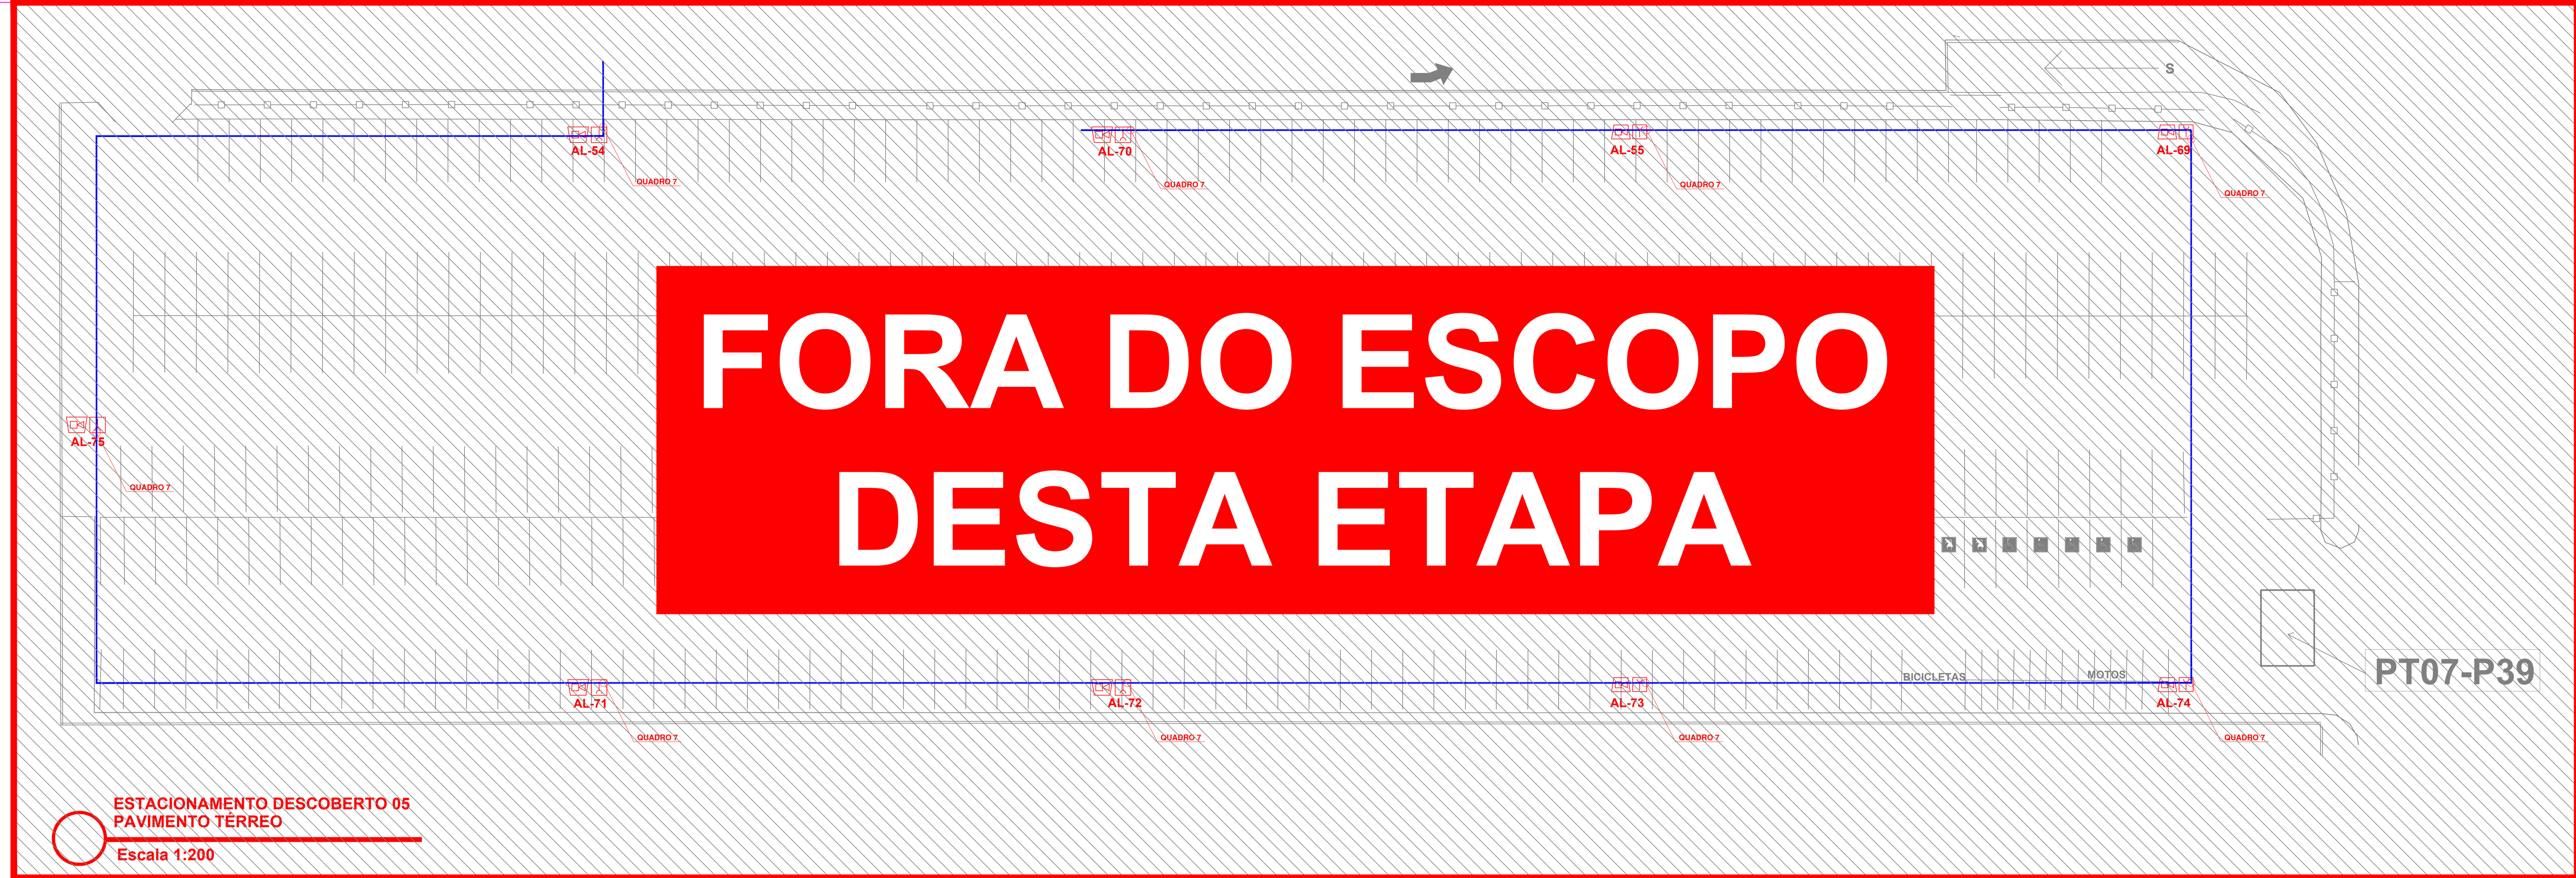 S
AL-54
AL-70
AL-55
AL-69
QUADRO 7
QUADRO 7
QUADRO 7
QUADRO 7
FORA DO ESCOPO
DESTA ETAPA
AL-75
QUADRO 7
BICICLETAS
MOTOS
PT07-P39
AL-71
AL-72
AL-73
AL-74
QUADRO 7
QUADRO 7
QUADRO 7
QUADRO 7
ESTACIONAMENTO DESCOBERTO 05
PAVIMENTO TÉRREO
Escala 1:200